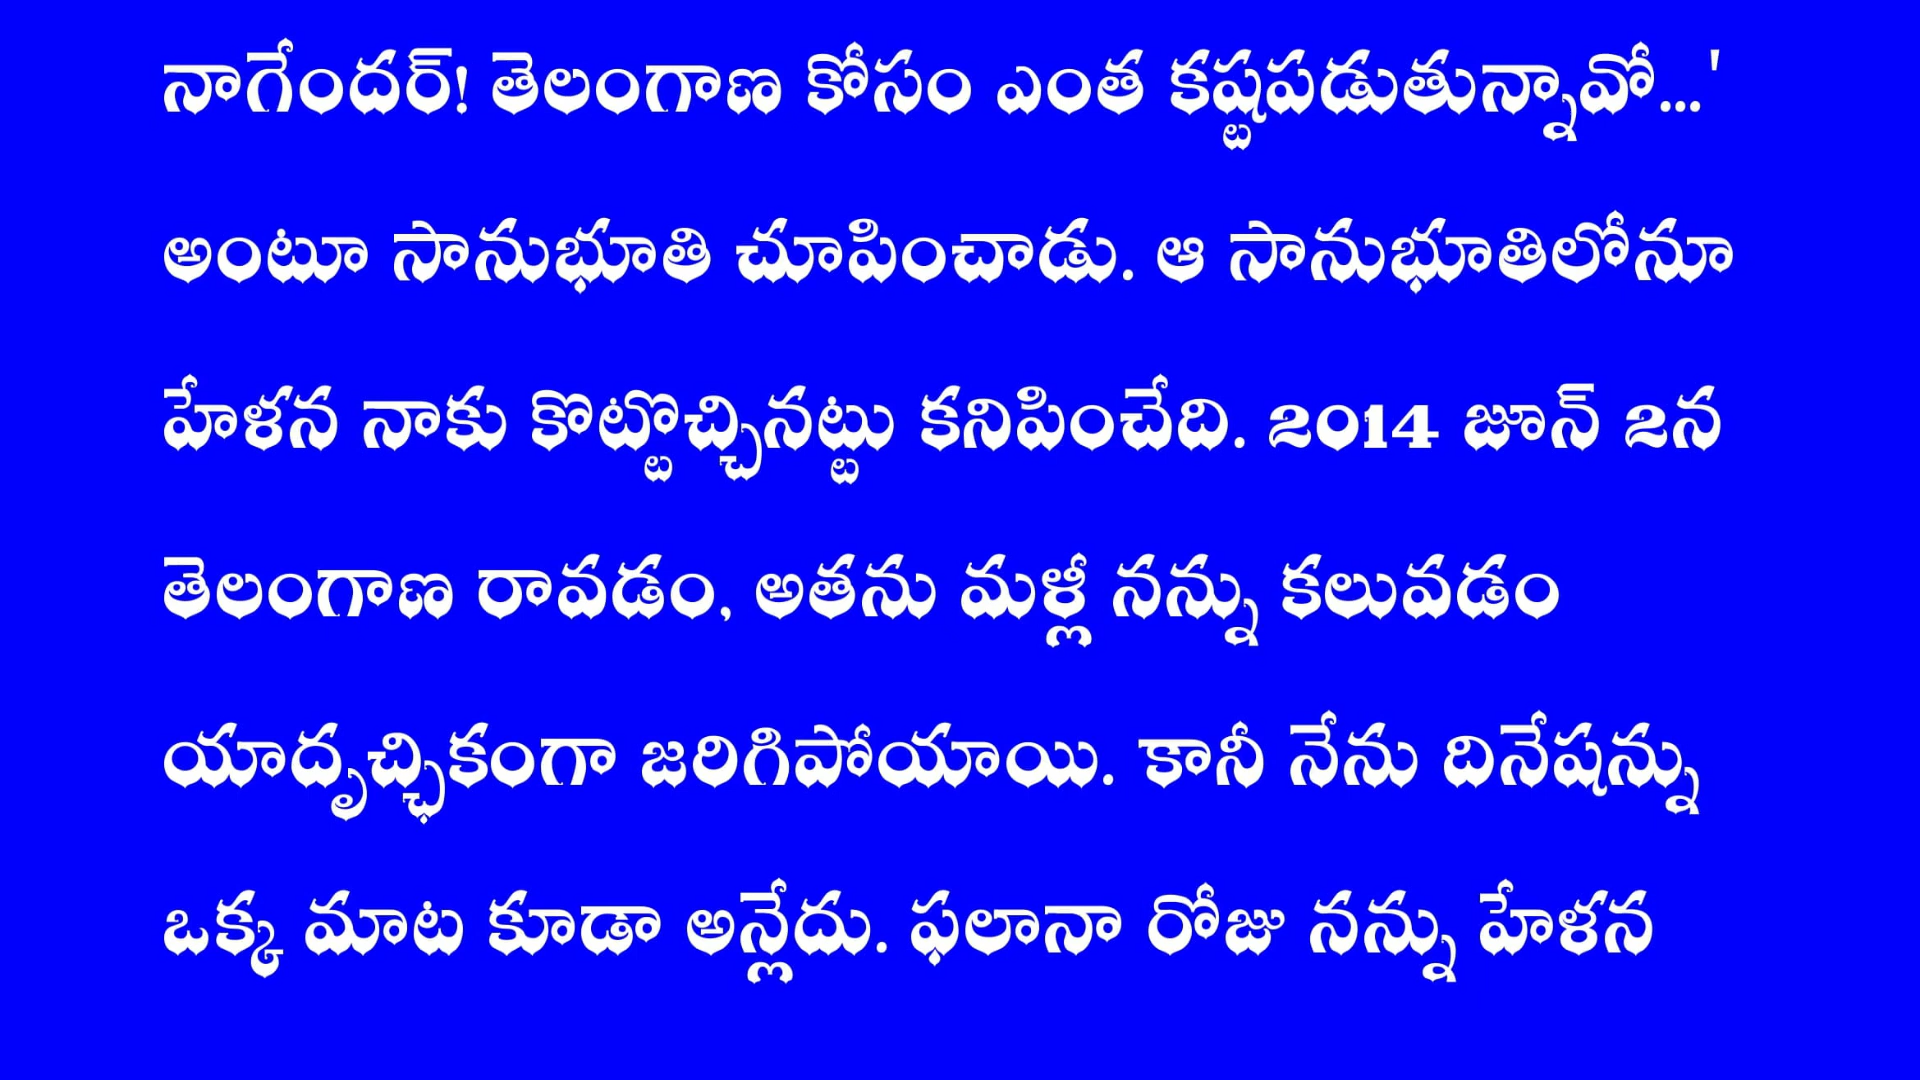 నాగేందర్! తెలంగాణ కోసం ఎంత కష్టపడుతున్నావో...'
అంటూ సానుభూతి చూపించాడు. ఆ సానుభూతిలోనూ
హేళన నాకు కొట్టొచ్చినట్టు కనిపించేది. 2014 జూన్ 2న
తెలంగాణ రావడం, అతను మళ్లీ నన్ను కలువడం
యాదృచ్ఛికంగా జరిగిపోయాయి. కానీ నేను దినేషన్ను
ఒక్క మాట కూడా అన్లేదు. ఫలానా రోజు నన్ను హేళన